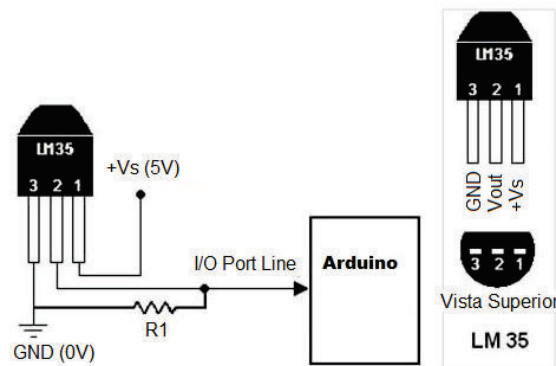 LM35
3 2 1
+Vs (5V)
I/O Port Line
Arduino
R1
GND (0V)
LM35
3 2 1
GND
Vout
+Vs
3 2 1
Vista Superior
LM 35